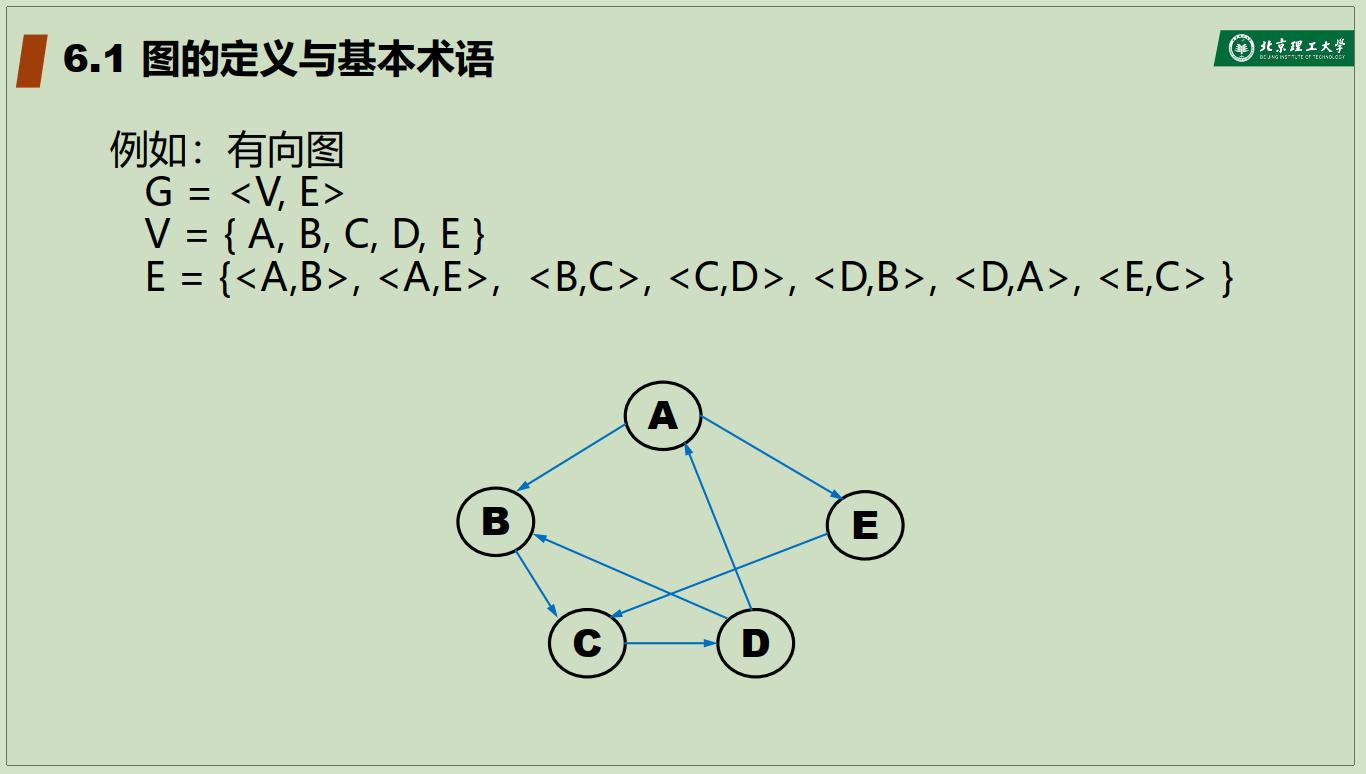 6.1 图的定义与基本术语
北京理工大学
BEIJING INSTITUTE OF TECHNOLOGY
例如：有向图
G = <V, E>
V = { A, B, C, D, E }
E = {<A,B>, <A,E>, <B,C>, <C,D>, <D,B>, <D,A>, <E,C> }
A
B
E
C
D